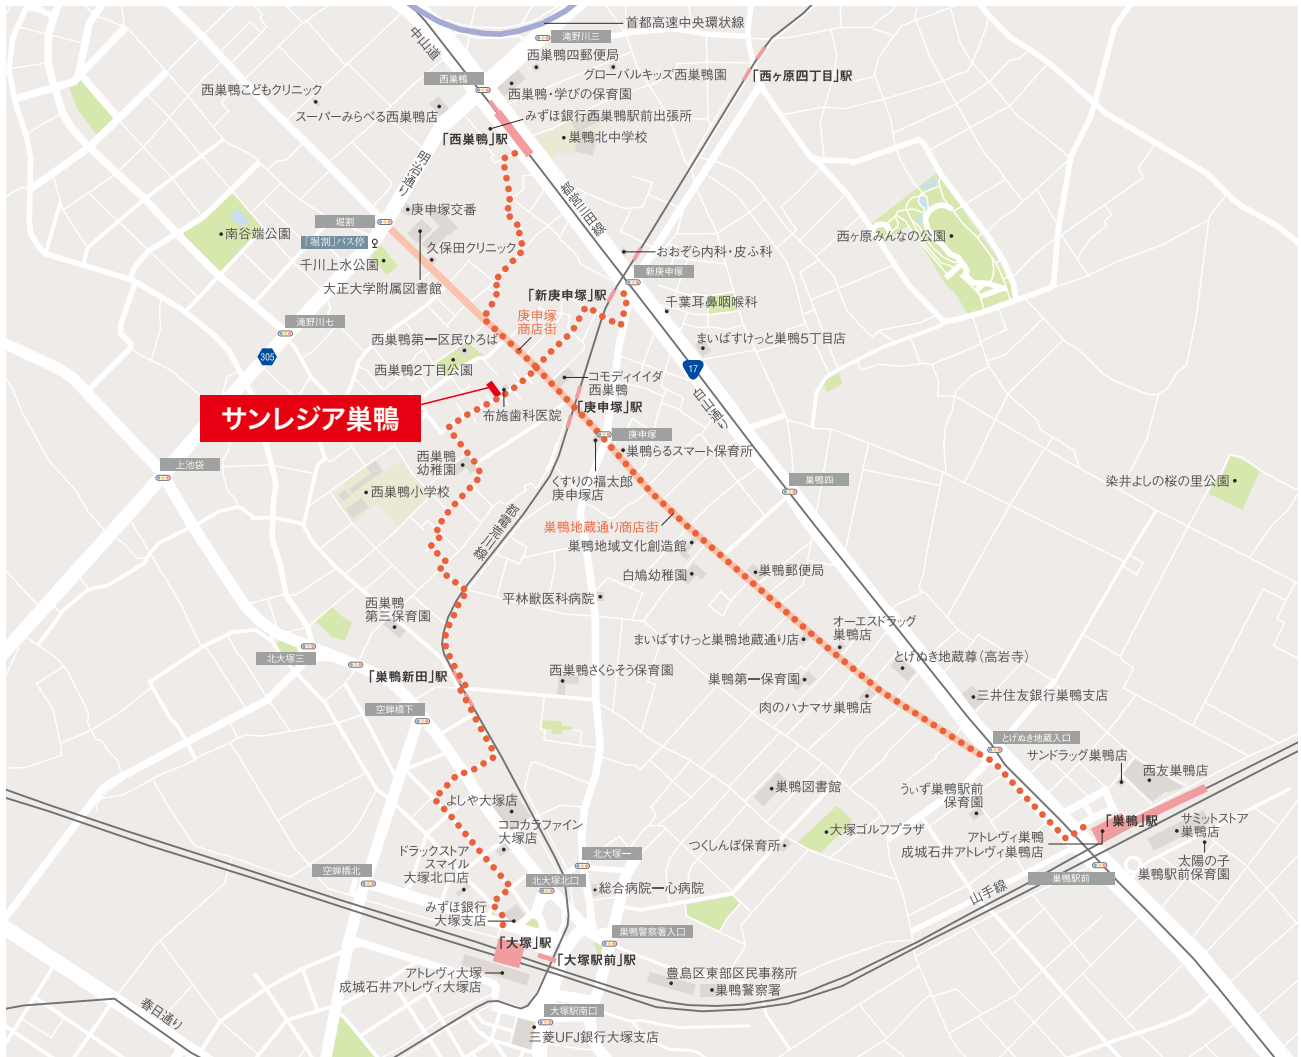 首都高速中央環状線
中山道
滝野川三
西巣鴨四郵便局
グローバルキッズ西巣鴨園
「西ヶ原四丁目」駅
西巣鴨
西巣鴨こどもクリニック
西巣鴨・学びの保育園
スーパーみらべる西巣鴨店
みずほ銀行西巣鴨駅前出張所
「西巣鴨」駅
巣鴨北中学校
明治通り
都営三田線
庚申塚交番
堀割
南谷端公園
「堀割」バス停
久保田クリニック
西ヶ原みんなの公園
おおぞら内科・皮ふ科
千川上水公園
新庚申塚
大正大学附属図書館
「新庚申塚」駅
千葉耳鼻咽喉科
滝野川七
庚申塚
商店街
西巣鴨第一区民ひろば
まいばすけっと巣鴨5丁目店
305
西巣鴨2丁目公園
17
コモディイイダ
西巣鴨
白山通り
サンレジア巣鴨
布施歯科医院
「庚申塚」駅
庚申塚
西巣鴨
幼稚園
巣鴨らるスマート保育所
上池袋
くすりの福太郎
庚申塚店
巣鴨四
染井よしの桜の里公園
西巣鴨小学校
都電荒川線
巣鴨地蔵通り商店街
巣鴨地域文化創造館
白鳩幼稚園
巣鴨郵便局
西巣鴨
第三保育園
平林獣医科病院
オーエスドラッグ
巣鴨店
まいばすけっと巣鴨地蔵通り店
北大塚三
とげぬき地蔵尊(高岩寺)
「巣鴨新田」駅
西巣鴨さくらそう保育園
巣鴨第一保育園
三井住友銀行巣鴨支店
肉のハナマサ巣鴨店
空蝉橋下
とげぬき地蔵入口
サンドラッグ巣鴨店
西友巣鴨店
巣鴨図書館
うぃず巣鴨駅前
保育園
よしや大塚店
ココカラファイン
大塚店
大塚ゴルフプラザ
「巣鴨」駅
サミットストア
巣鴨店
アトレヴィ巣鴨
成城石井アトレヴィ巣鴨店
つくしんぼ保育所
ドラックストア
スマイル
大塚北口店
北大塚一
太陽の子
巣鴨駅前保育園
空蝉橋北
北大塚北口
総合病院一心病院
巣鴨駅前
山手線
みずほ銀行
大塚支店
巣鴨警察署入口
「大塚」駅
「大塚駅前」駅
アトレヴィ大塚
成城石井アトレヴィ大塚店
豊島区東部区民事務所
巣鴨警察署
春日通り
大塚駅南口
三菱UFJ銀行大塚支店